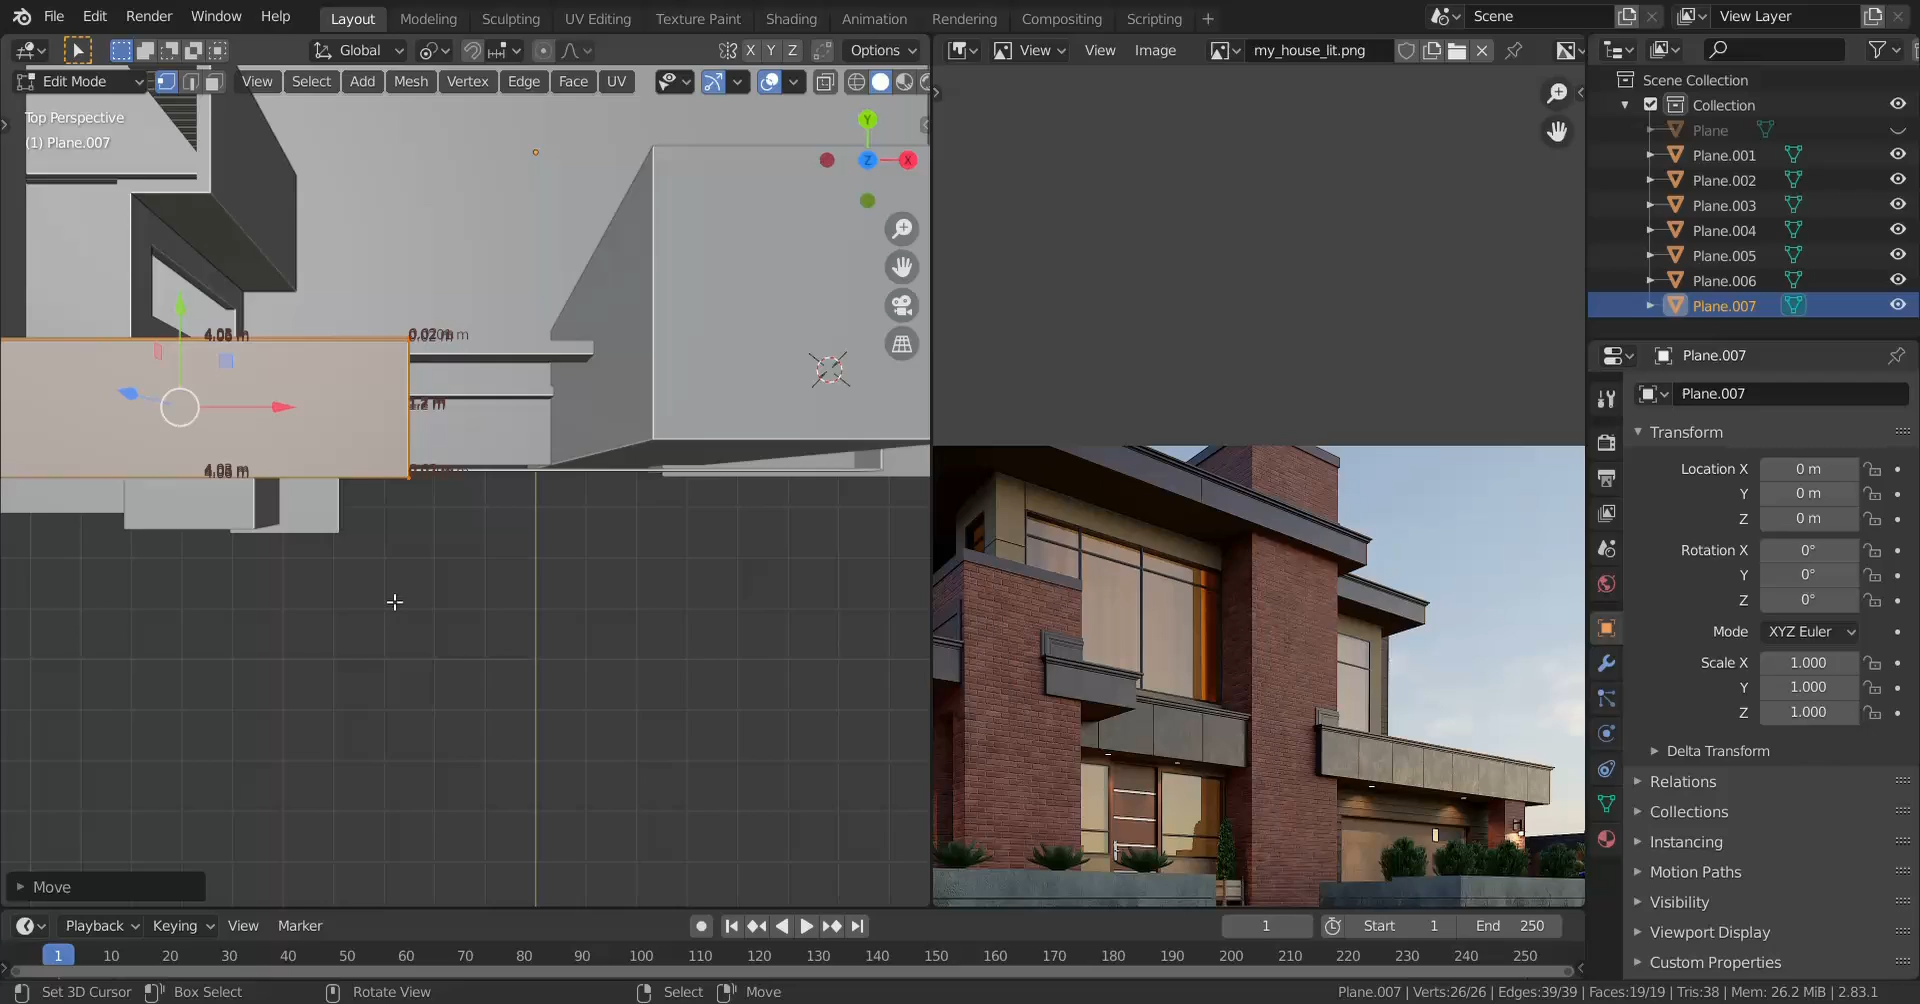 File Edit Render Window Help Layout Modeling Sculpting UV Editing Texture Paint Shading Animation Rendering Compositing Scripting + Scene View Layer
Global X Y Z Options View View Image my_house_lit.png
Edit Mode View Select Add Mesh Vertex Edge Face UV
Top Perspective
(1) Plane.007
Y
Z X
Scene Collection
Collection
Plane
Plane.001
Plane.002
Plane.003
Plane.004
Plane.005
Plane.006
Plane.007
Plane.007
Plane.007
Transform
Location X 0 m
Y 0 m
Z 0 m
Rotation X 0°
Y 0°
Z 0°
Mode XYZ Euler
Scale X 1.000
Y 1.000
Z 1.000
Delta Transform
Relations
Collections
Instancing
Motion Paths
Visibility
Viewport Display
Custom Properties
Move
Playback Keying View Marker 1 Start 1 End 250
1 10 20 30 40 50 60 70 80 90 100 110 120 130 140 150 160 170 180 190 200 210 220 230 240 250
Set 3D Cursor Box Select Rotate View Select Move Plane.007 | Verts:26/26 | Edges:39/39 | Faces:19/19 | Tris:38 | Mem: 26.2 MiB | 2.83.1